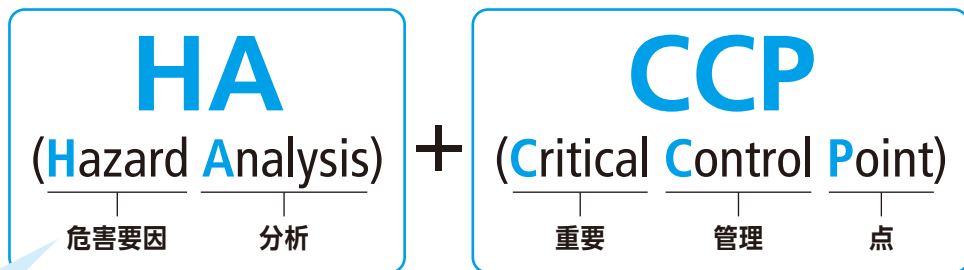 HA
(Hazard Analysis)
危害要因 分析
+
CCP
(Critical Control Point)
重要 管理 点